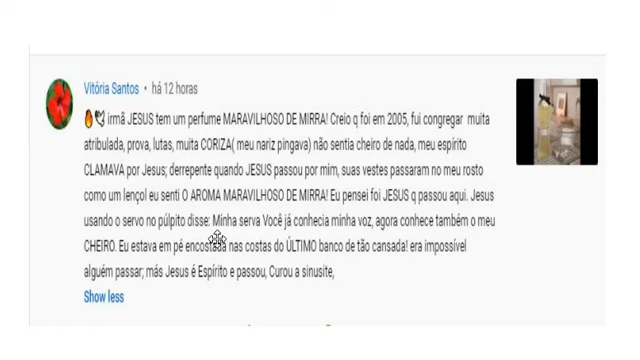 Vitória Santos • há 12 horas
🔥🕊 irmã JESUS tem um perfume MARAVILHOSO DE MIRRA! Creio q foi em 2005, fui congregar muita
atribulada, prova, lutas, muita CORIZA( meu nariz pingava) não sentia cheiro de nada, meu espírito
CLAMAVA por Jesus; derrepente quando JESUS passou por mim, suas vestes passaram no meu rosto
como um lençol eu senti O AROMA MARAVILHOSO DE MIRRA! Eu pensei foi JESUS q passou aqui. Jesus
usando o servo no púlpito disse: Minha serva Você já conhecia minha voz, agora conhece também o meu
CHEIRO. Eu estava em pé encostada nas costas do ÚLTIMO banco de tão cansada! era impossível
alguém passar; más Jesus é Espírito e passou, Curou a sinusite,
Show less